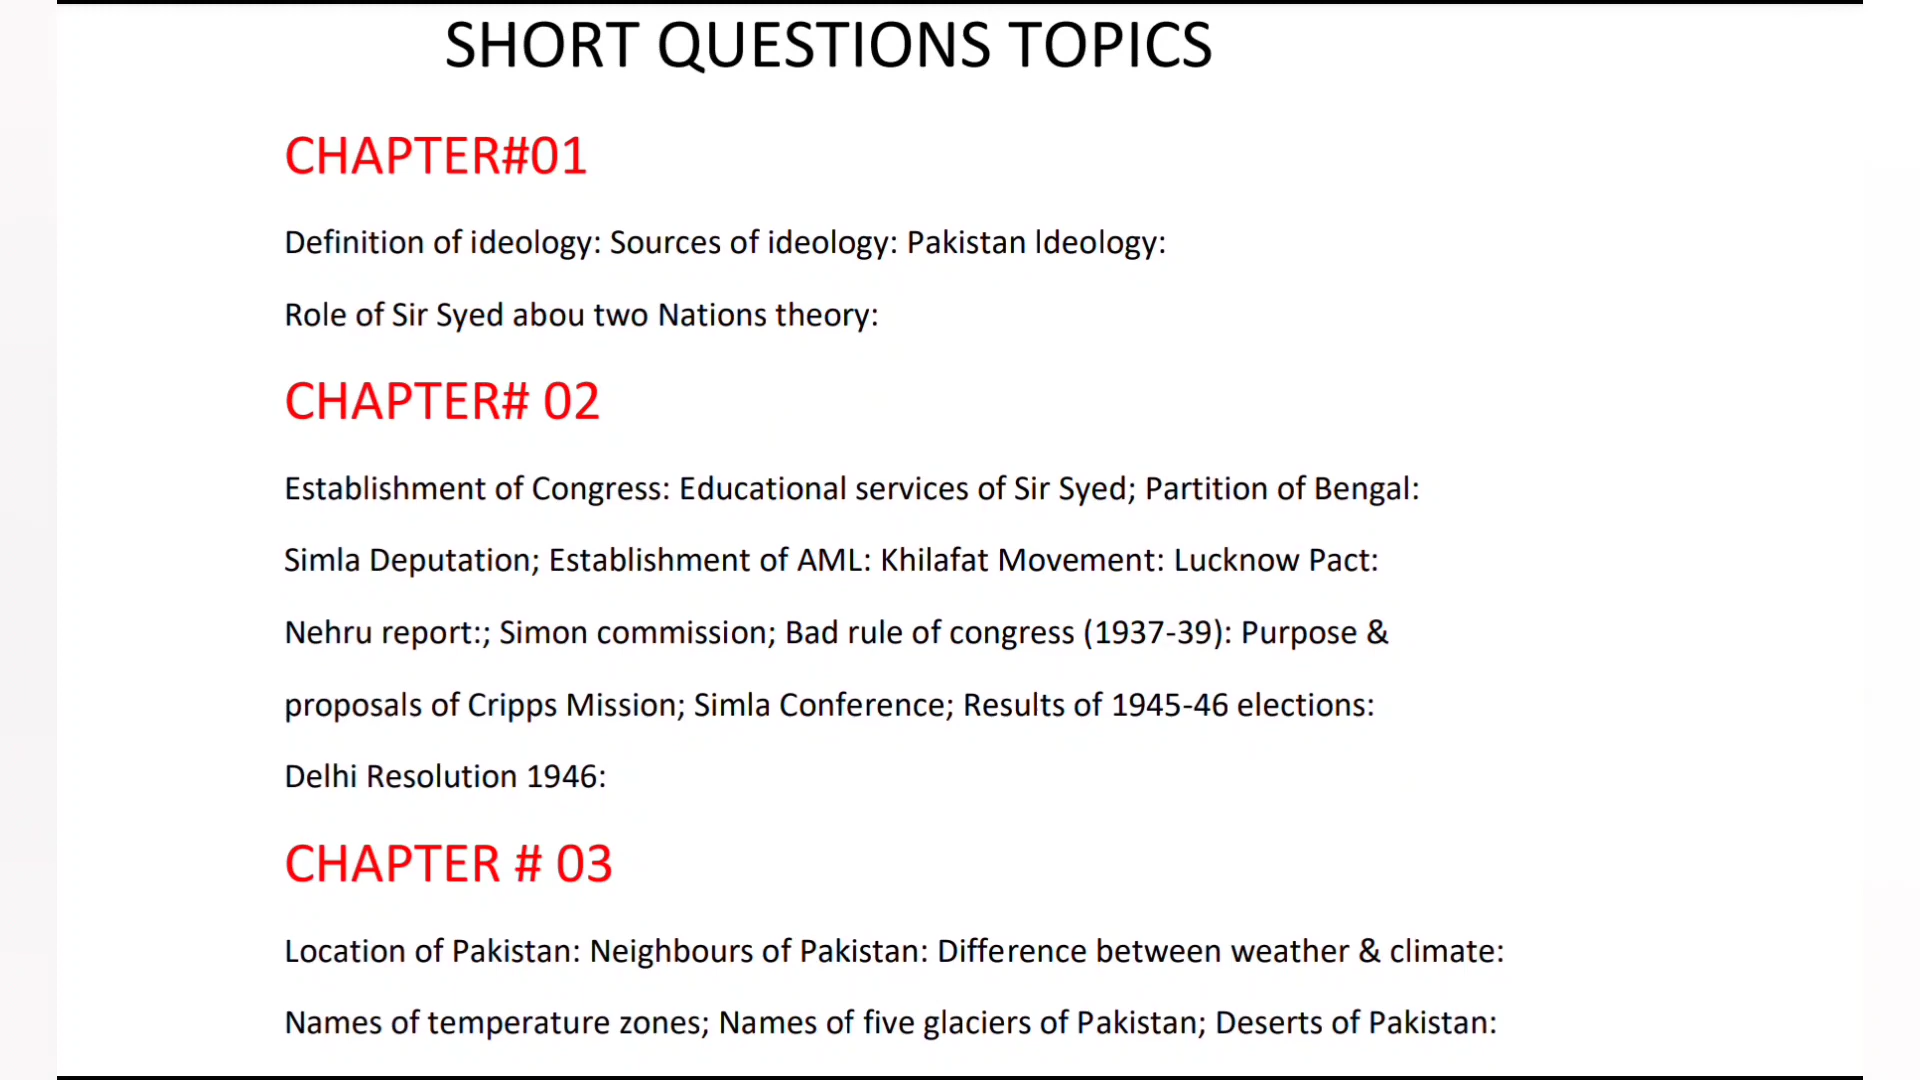 SHORT QUESTIONS TOPICS
CHAPTER#01
Definition of ideology: Sources of ideology: Pakistan Ideology:
Role of Sir Syed abou two Nations theory:
CHAPTER# 02
Establishment of Congress: Educational services of Sir Syed; Partition of Bengal:
Simla Deputation; Establishment of AML: Khilafat Movement: Lucknow Pact:
Nehru report:; Simon commission; Bad rule of congress (1937-39): Purpose &
proposals of Cripps Mission; Simla Conference; Results of 1945-46 elections:
Delhi Resolution 1946:
CHAPTER # 03
Location of Pakistan: Neighbours of Pakistan: Difference between weather & climate:
Names of temperature zones; Names of five glaciers of Pakistan; Deserts of Pakistan: